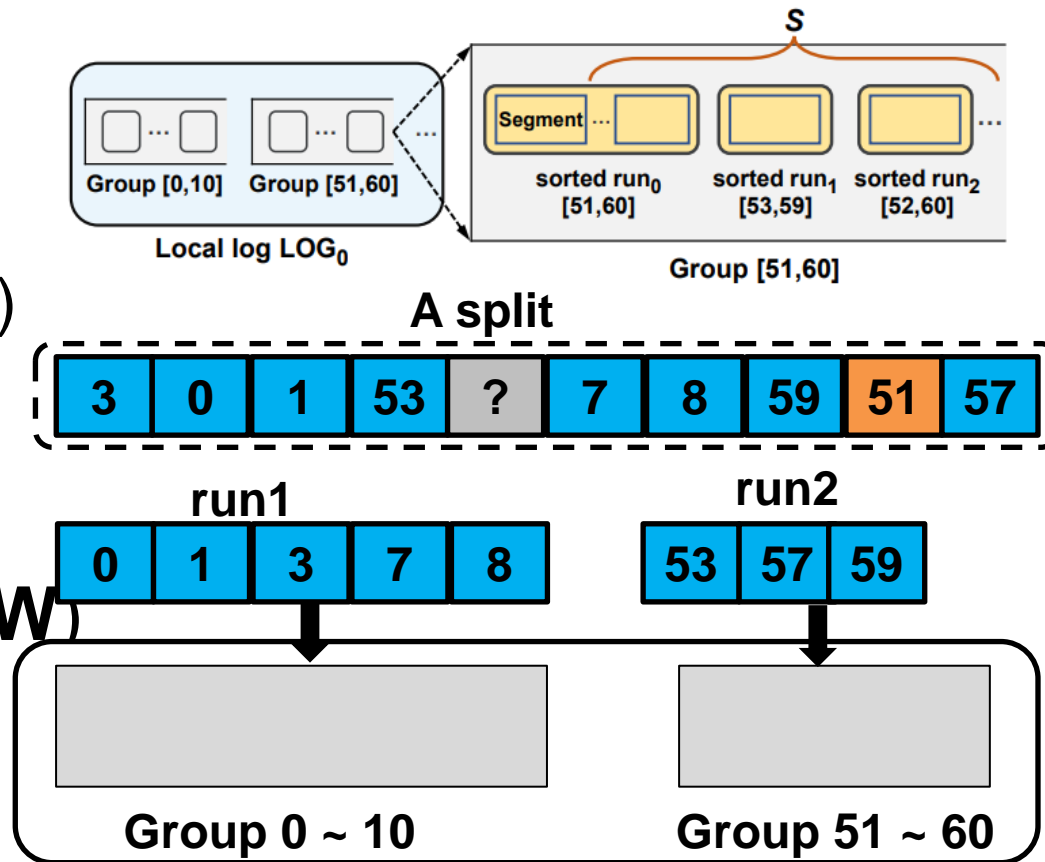 S
Segment ...
... ... ... ...
Group [0,10] Group [51,60]
sorted run0 sorted run1 sorted run2
[51,60] [53,59] [52,60]
Local log LOG0
Group [51,60]
)
A split
3 0 1 53 ? 7 8 59 51 57
run1 run2
0 1 3 7 8 53 57 59
W)
Group 0 ~ 10 Group 51 ~ 60